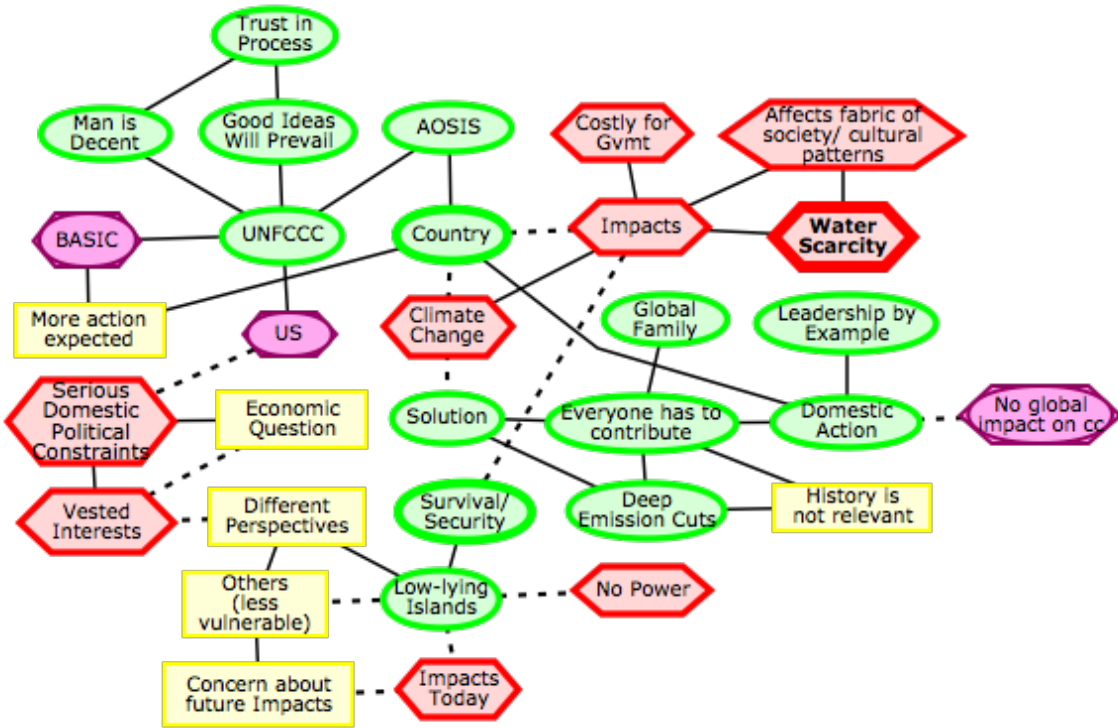 Trust in
Process
Man is
Decent
Good Ideas
Will Prevail
AOSIS
Costly for
Gvmt
Affects fabric of
society/ cultural
patterns
BASIC
UNFCCC
Country
Impacts
Water
Scarcity
More action
expected
US
Climate
Change
Global
Family
Leadership by
Example
Serious
Domestic
Political
Constraints
Economic
Question
Solution
Everyone has to
contribute
Domestic
Action
No global
impact on cc
Vested
Interests
Different
Perspectives
Survival/
Security
Deep
Emission Cuts
History is
not relevant
Others
(less
vulnerable)
Low-lying
Islands
No Power
Concern about
future Impacts
Impacts
Today